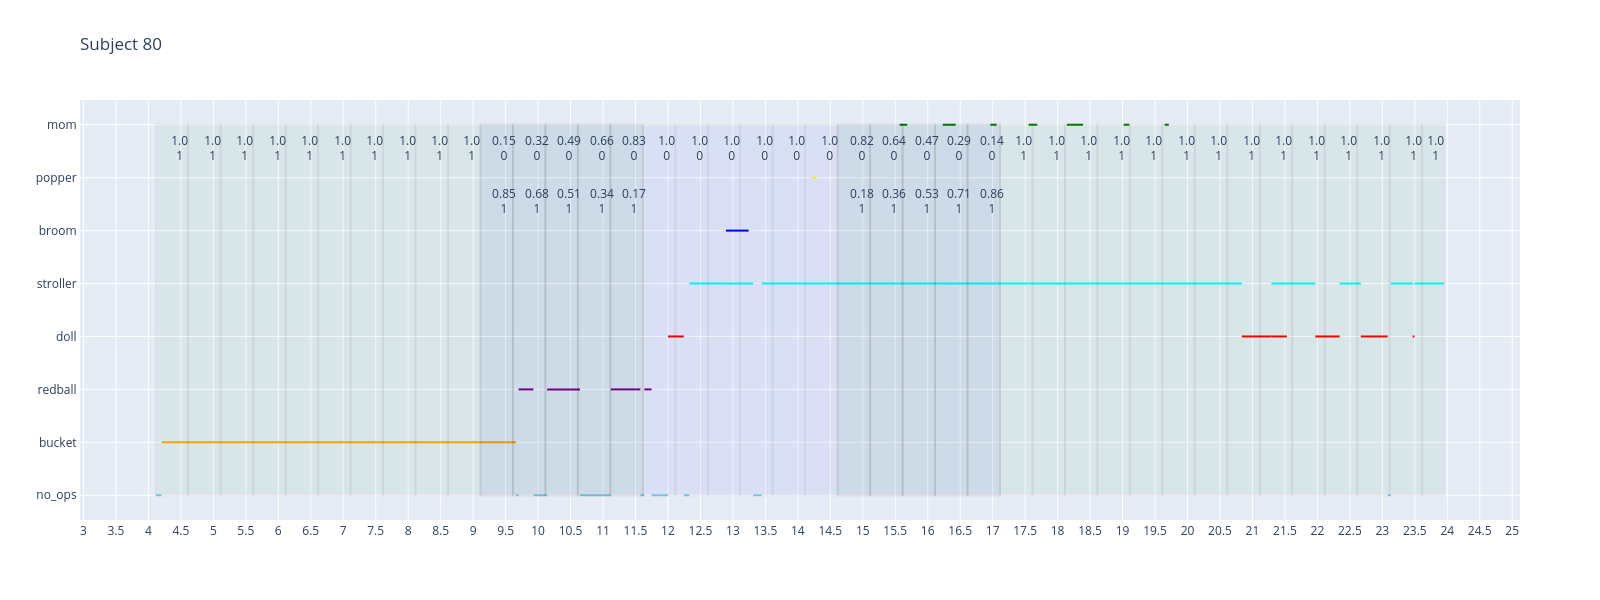 Subject 80
mom
1.0 1.0 1.0 1.0 1.0 1.0 1.0 1.0 1.0 1.0 0.15 0.32 0.49 0.66 0.83 1.0 1.0 1.0 1.0 1.0 1.0 0.82 0.64 0.47 0.29 0.14 1.0 1.0 1.0 1.0 1.0 1.0 1.0 1.0 1.0 1.0 1.0 1.0 1.0 1.0
1 1 1 1 1 1 1 1 1 1 0 0 0 0 0 0 0 0 0 0 0 0 0 0 0 0 1 1 1 1 1 1 1 1 1 1 1 1 1 1
popper
0.85 0.68 0.51 0.34 0.17 0.18 0.36 0.53 0.71 0.86
1 1 1 1 1 1 1 1 1 1
broom
stroller
doll
redball
bucket
no_ops
3 3.5 4 4.5 5 5.5 6 6.5 7 7.5 8 8.5 9 9.5 10 10.5 11 11.5 12 12.5 13 13.5 14 14.5 15 15.5 16 16.5 17 17.5 18 18.5 19 19.5 20 20.5 21 21.5 22 22.5 23 23.5 24 24.5 25